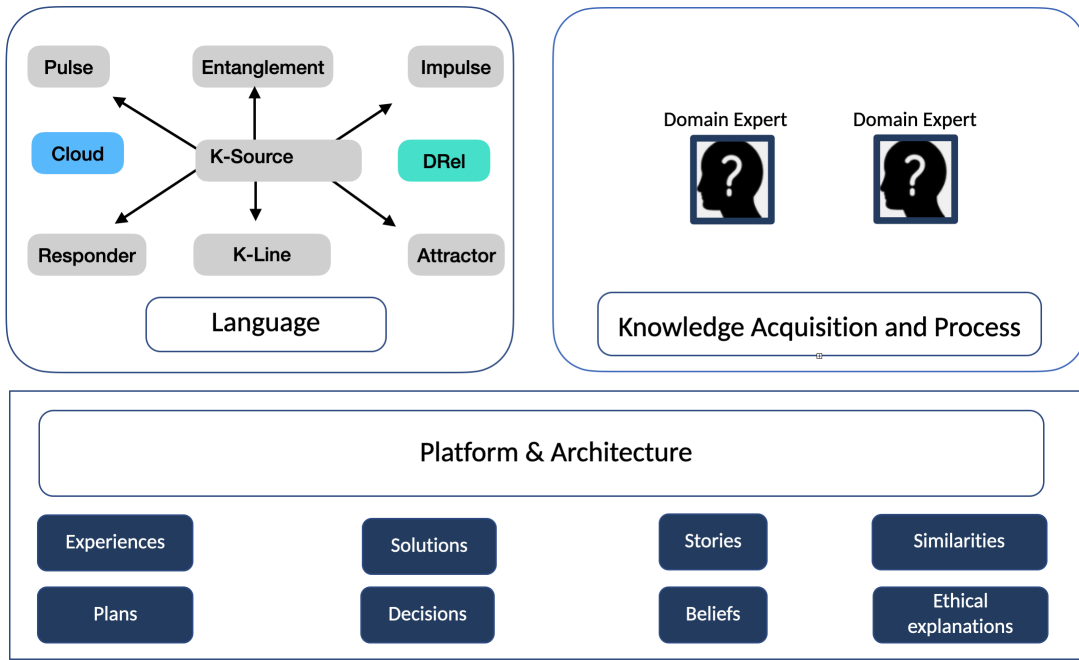 Pulse
Entanglement
Impulse
Cloud
K-Source
DRel
Responder
K-Line
Attractor
Language
Domain Expert
Domain Expert
?
?
Knowledge Acquisition and Process
Platform & Architecture
Experiences
Solutions
Stories
Similarities
Plans
Decisions
Beliefs
Ethical
explanations